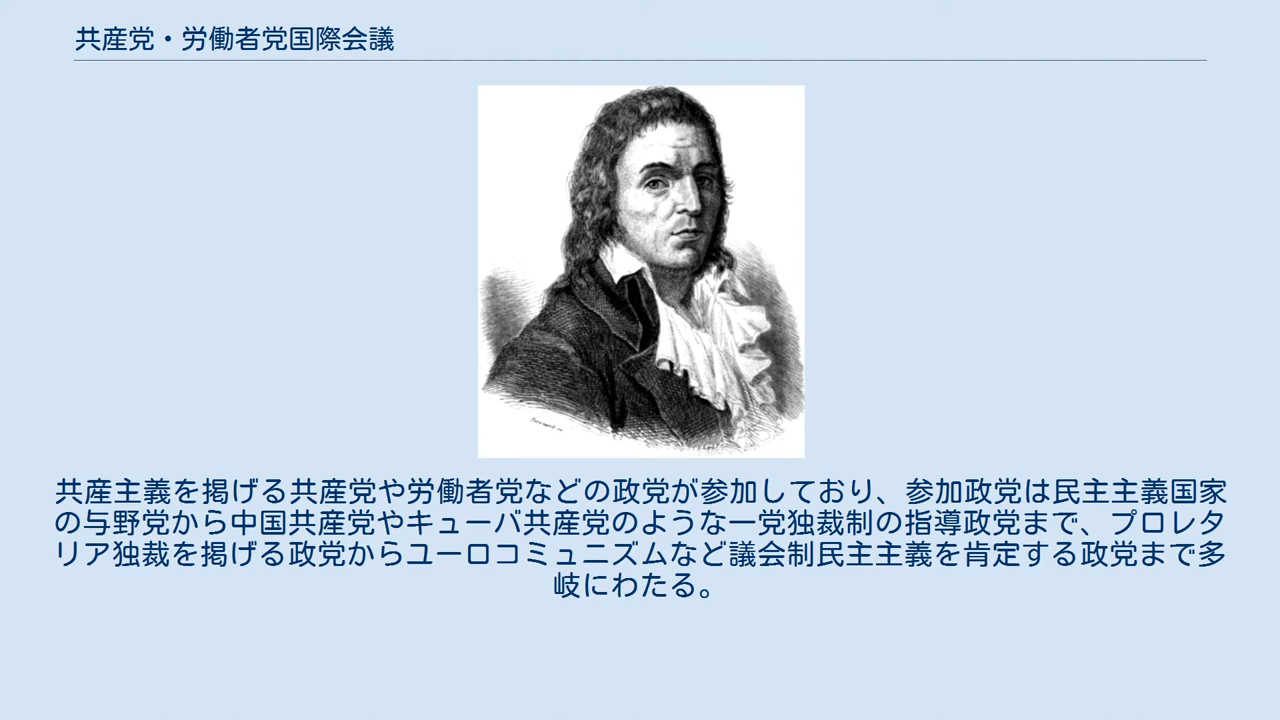 共産党・労働者党国際会議
共産主義を掲げる共産党や労働者党などの政党が参加しており、参加政党は民主主義国家
の与野党から中国共産党やキューバ共産党のような一党独裁制の指導政党まで、プロレタ
リア独裁を掲げる政党からユーロコミュニズムなど議会制民主主義を肯定する政党まで多
岐にわたる。